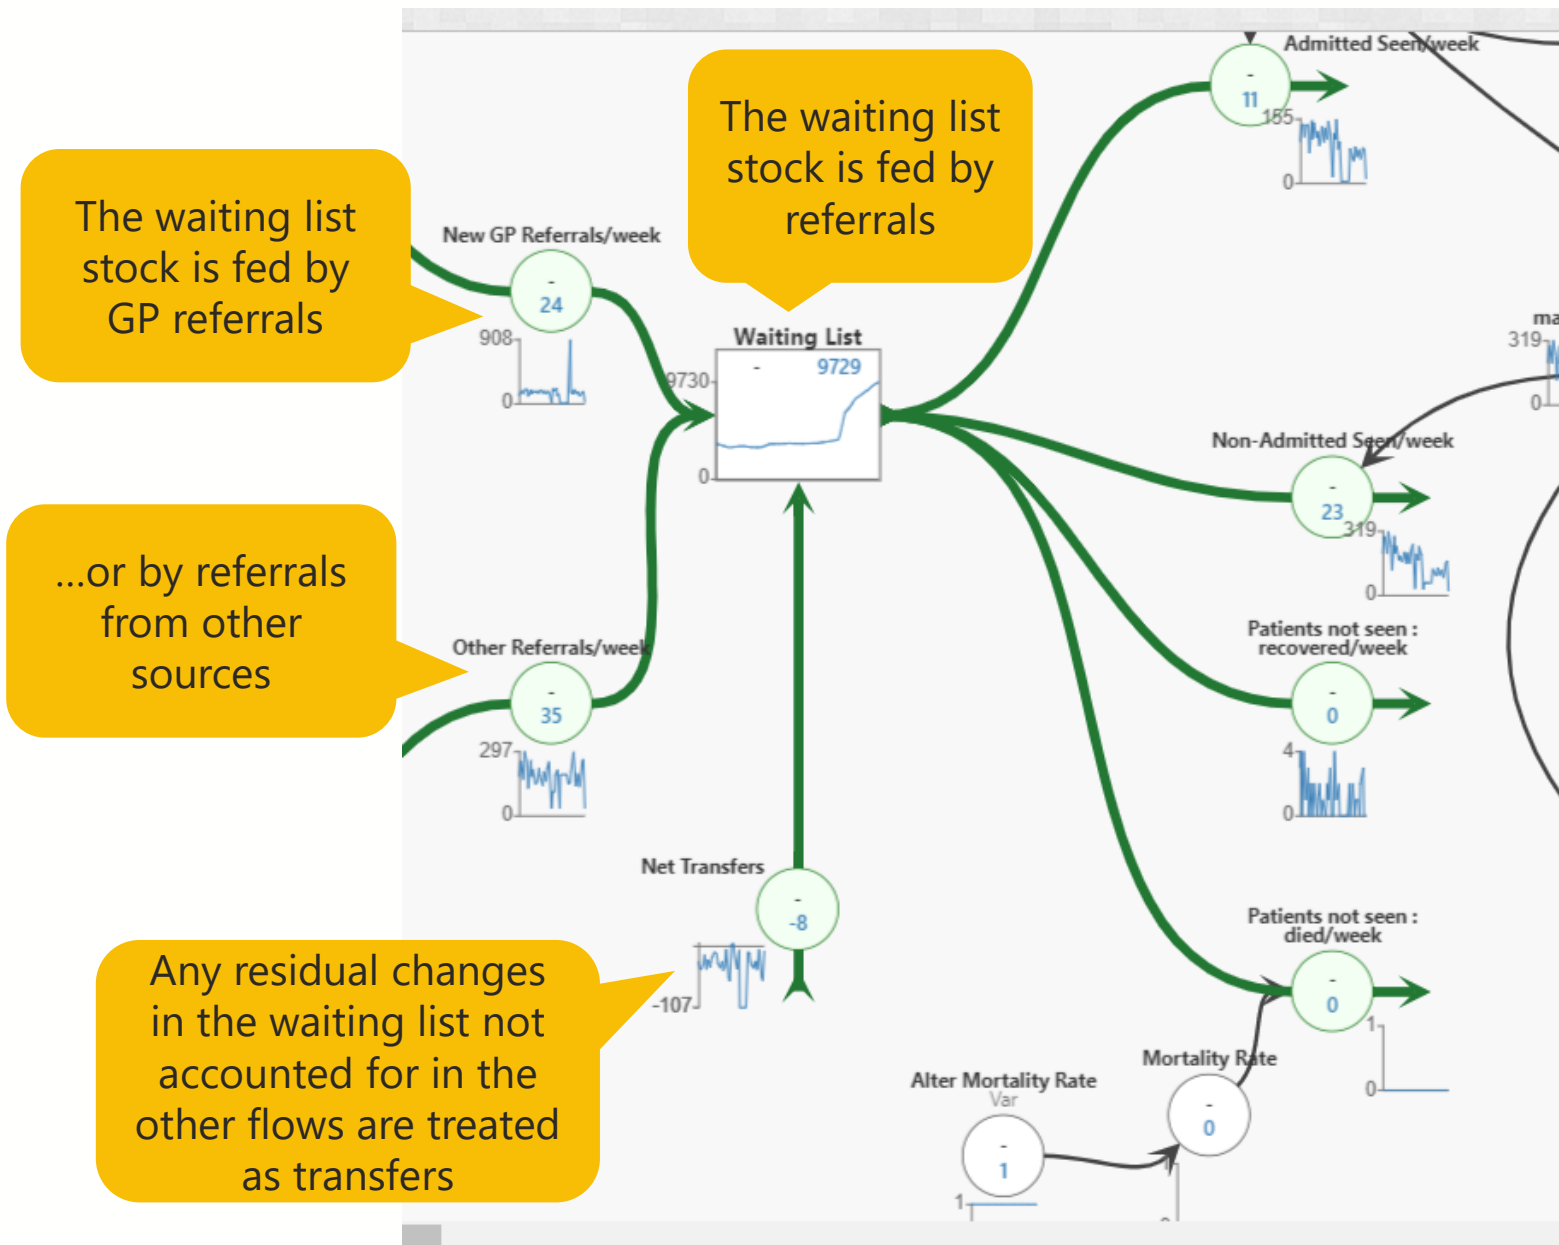 Admitted Seen/week
-
11
155
0
The waiting list
stock is fed by
referrals
The waiting list
stock is fed by
GP referrals
New GP Referrals/week
-
24
908
0
Waiting List
-
9729
9730
0
319
0
Non-Admitted Seen/week
-
23
319
0
...or by referrals
from other
sources
Other Referrals/week
-
35
297
0
Patients not seen :
recovered/week
-
0
4
0
Net Transfers
-
-8
-107
Patients not seen :
died/week
-
0
1
0
Any residual changes
in the waiting list not
accounted for in the
other flows are treated
as transfers
Mortality Rate
-
0
Alter Mortality Rate
Var
-
1
1